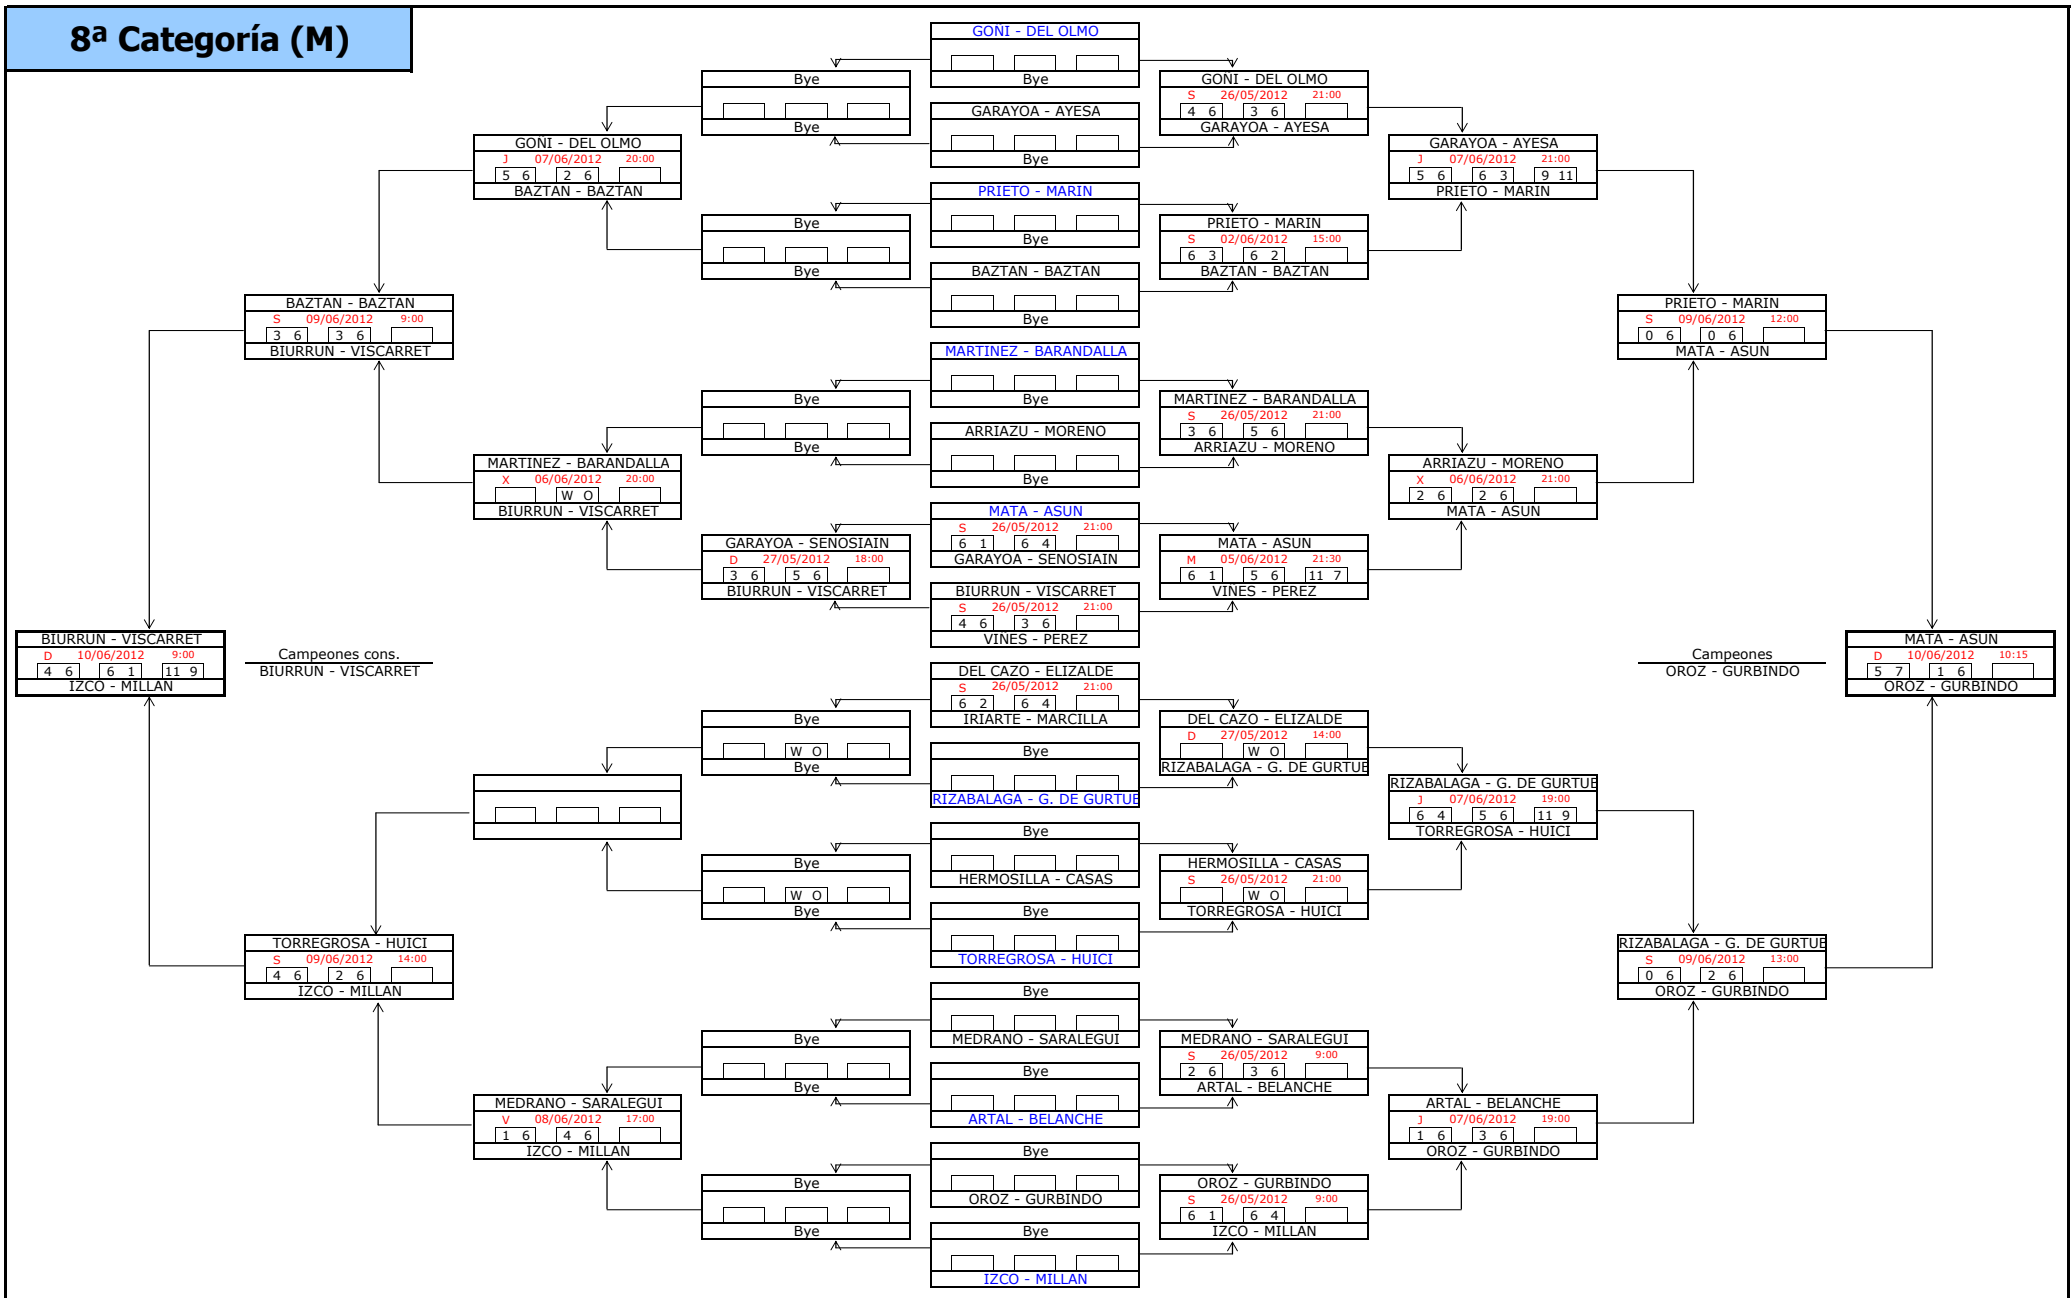 8ª Categoría (M)
BIURRUN - VISCARRET
D 10/06/2012 9:00
4 6 6 1 11 9
IZCO - MILLAN
Campeones cons.
BIURRUN - VISCARRET
BAZTAN - BAZTAN
S 09/06/2012 9:00
3 6 3 6
BIURRUN - VISCARRET
TORREGROSA - HUICI
S 09/06/2012 14:00
4 6 2 6
IZCO - MILLAN
GOÑI - DEL OLMO
J 07/06/2012 20:00
5 6 2 6
BAZTAN - BAZTAN
MARTINEZ - BARANDALLA
X 06/06/2012 20:00
W O
BIURRUN - VISCARRET
MEDRANO - SARALEGUI
V 08/06/2012 17:00
1 6 4 6
IZCO - MILLAN
Bye
Bye
Bye
Bye
Bye
Bye
GARAYOA - SENOSIAIN
D 27/05/2012 18:00
3 6 5 6
BIURRUN - VISCARRET
Bye
W O
Bye
Bye
W O
Bye
Bye
Bye
Bye
Bye
GOÑI - DEL OLMO
Bye
GARAYOA - AYESA
Bye
PRIETO - MARIN
Bye
BAZTAN - BAZTAN
Bye
MARTINEZ - BARANDALLA
Bye
ARRIAZU - MORENO
Bye
MATA - ASUN
S 26/05/2012 21:00
6 1 6 4
GARAYOA - SENOSIAIN
BIURRUN - VISCARRET
S 26/05/2012 21:00
4 6 3 6
VIÑES - PEREZ
DEL CAZO - ELIZALDE
S 26/05/2012 21:00
6 2 6 4
IRIARTE - MARCILLA
Bye
RIZABALAGA - G. DE GURTUE
Bye
HERMOSILLA - CASAS
Bye
TORREGROSA - HUICI
Bye
MEDRANO - SARALEGUI
Bye
ARTAL - BELANCHE
Bye
OROZ - GURBINDO
Bye
IZCO - MILLAN
GOÑI - DEL OLMO
S 26/05/2012 21:00
4 6 3 6
GARAYOA - AYESA
PRIETO - MARIN
S 02/06/2012 15:00
6 3 6 2
BAZTAN - BAZTAN
MARTINEZ - BARANDALLA
S 26/05/2012 21:00
3 6 5 6
ARRIAZU - MORENO
MATA - ASUN
M 05/06/2012 21:30
6 1 5 6 11 7
VIÑES - PEREZ
DEL CAZO - ELIZALDE
D 27/05/2012 14:00
W O
RIZABALAGA - G. DE GURTUE
HERMOSILLA - CASAS
S 26/05/2012 21:00
W O
TORREGROSA - HUICI
MEDRANO - SARALEGUI
S 26/05/2012 9:00
2 6 3 6
ARTAL - BELANCHE
OROZ - GURBINDO
S 26/05/2012 9:00
6 1 6 4
IZCO - MILLAN
GARAYOA - AYESA
J 07/06/2012 21:00
5 6 6 3 9 11
PRIETO - MARIN
ARRIAZU - MORENO
X 06/06/2012 21:00
2 6 2 6
MATA - ASUN
RIZABALAGA - G. DE GURTUE
J 07/06/2012 19:00
6 4 5 6 11 9
TORREGROSA - HUICI
ARTAL - BELANCHE
J 07/06/2012 19:00
1 6 3 6
OROZ - GURBINDO
PRIETO - MARIN
S 09/06/2012 12:00
0 6 0 6
MATA - ASUN
RIZABALAGA - G. DE GURTUE
S 09/06/2012 13:00
0 6 2 6
OROZ - GURBINDO
Campeones
OROZ - GURBINDO
MATA - ASUN
D 10/06/2012 10:15
5 7 1 6
OROZ - GURBINDO